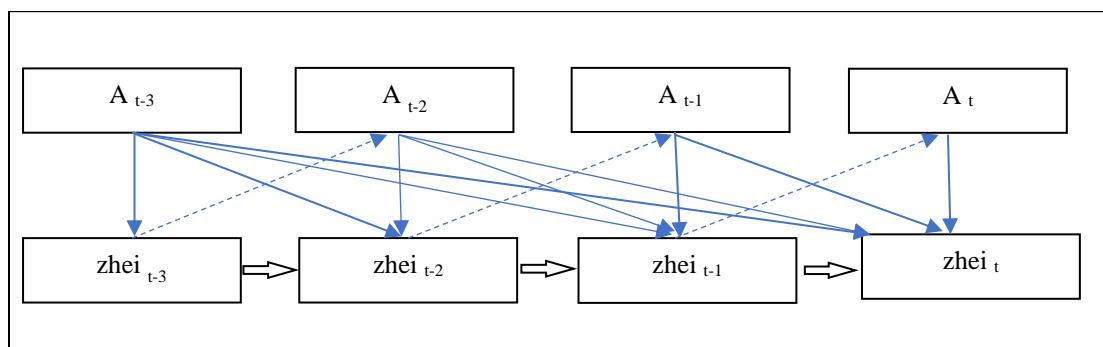 A t-3
A t-2
A t-1
A t
zhei t-3
zhei t-2
zhei t-1
zhei t